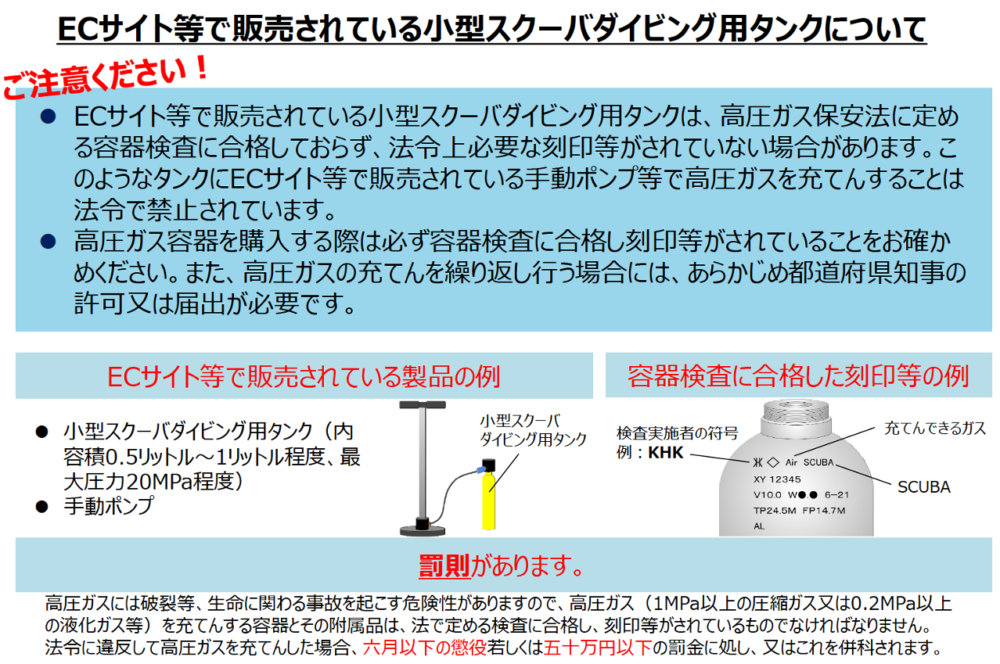 ECサイト等で販売されている小型スクーバダイビング用タンクについて
ご注意ください！
● ECサイト等で販売されている小型スクーバダイビング用タンクは、高圧ガス保安法に定め
る容器検査に合格しておらず、法令上必要な刻印等がされていない場合があります。こ
のようなタンクにECサイト等で販売されている手動ポンプ等で高圧ガスを充てんすることは
法令で禁止されています。
● 高圧ガス容器を購入する際は必ず容器検査に合格し刻印等がされていることをお確か
めください。また、高圧ガスの充てんを繰り返し行う場合には、あらかじめ都道府県知事の
許可又は届出が必要です。
ECサイト等で販売されている製品の例
● 小型スクーバダイビング用タンク（内
容積0.5リットル～1リットル程度、最
大圧力20MPa程度）
● 手動ポンプ
小型スクーバ
ダイビング用タンク
容器検査に合格した刻印等の例
検査実施者の符号
例：KHK
充てんできるガス
SCUBA
Air SCUBA
XY 12345
V10.0 W●.● 6-21
TP24.5M FP14.7M
AL
罰則があります。
高圧ガスには破裂等、生命に関わる事故を起こす危険性がありますので、高圧ガス（1MPa以上の圧縮ガス又は0.2MPa以上
の液化ガス等）を充てんする容器とその附属品は、法で定める検査に合格し、刻印等がされているものでなければなりません。
法令に違反して高圧ガスを充てんした場合、六月以下の懲役若しくは五十万円以下の罰金に処し、又はこれを併科されます。